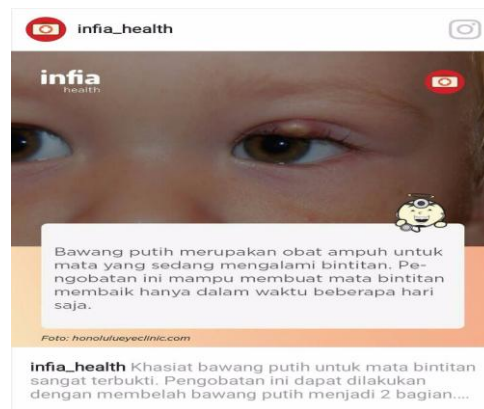 infia_health
infia
health
Bawang putih merupakan obat ampuh untuk
mata yang sedang mengalami bintitan. Pe-
ngobatan ini mampu membuat mata bintitan
membaik hanya dalam waktu beberapa hari
saja.
Foto: honolulueyeclinic.com
infia_health Khasiat bawang putih untuk mata bintitan
sangat terbukti. Pengobatan ini dapat dilakukan
dengan membelah bawang putih menjadi 2 bagian....